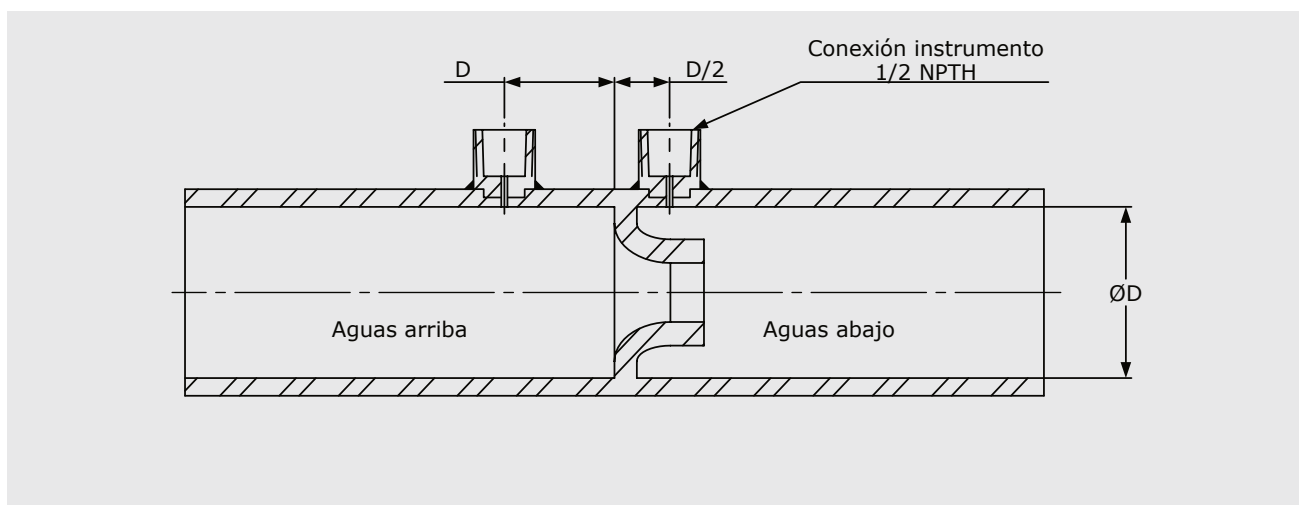 Conexión instrumento
1/2 NPTH
D
D/2
ØD
Aguas arriba
Aguas abajo